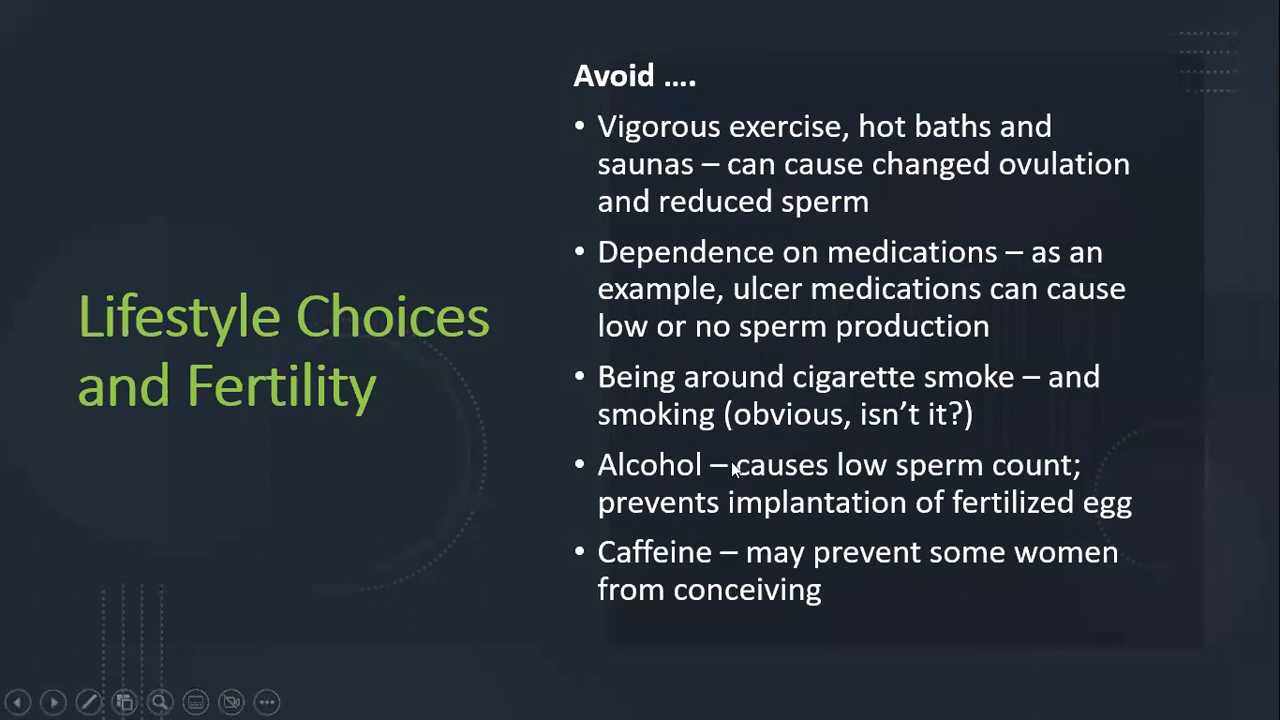 Lifestyle Choices
and Fertility
Avoid ....
• Vigorous exercise, hot baths and
saunas – can cause changed ovulation
and reduced sperm
• Dependence on medications – as an
example, ulcer medications can cause
low or no sperm production
• Being around cigarette smoke – and
smoking (obvious, isn’t it?)
• Alcohol – causes low sperm count;
prevents implantation of fertilized egg
• Caffeine – may prevent some women
from conceiving